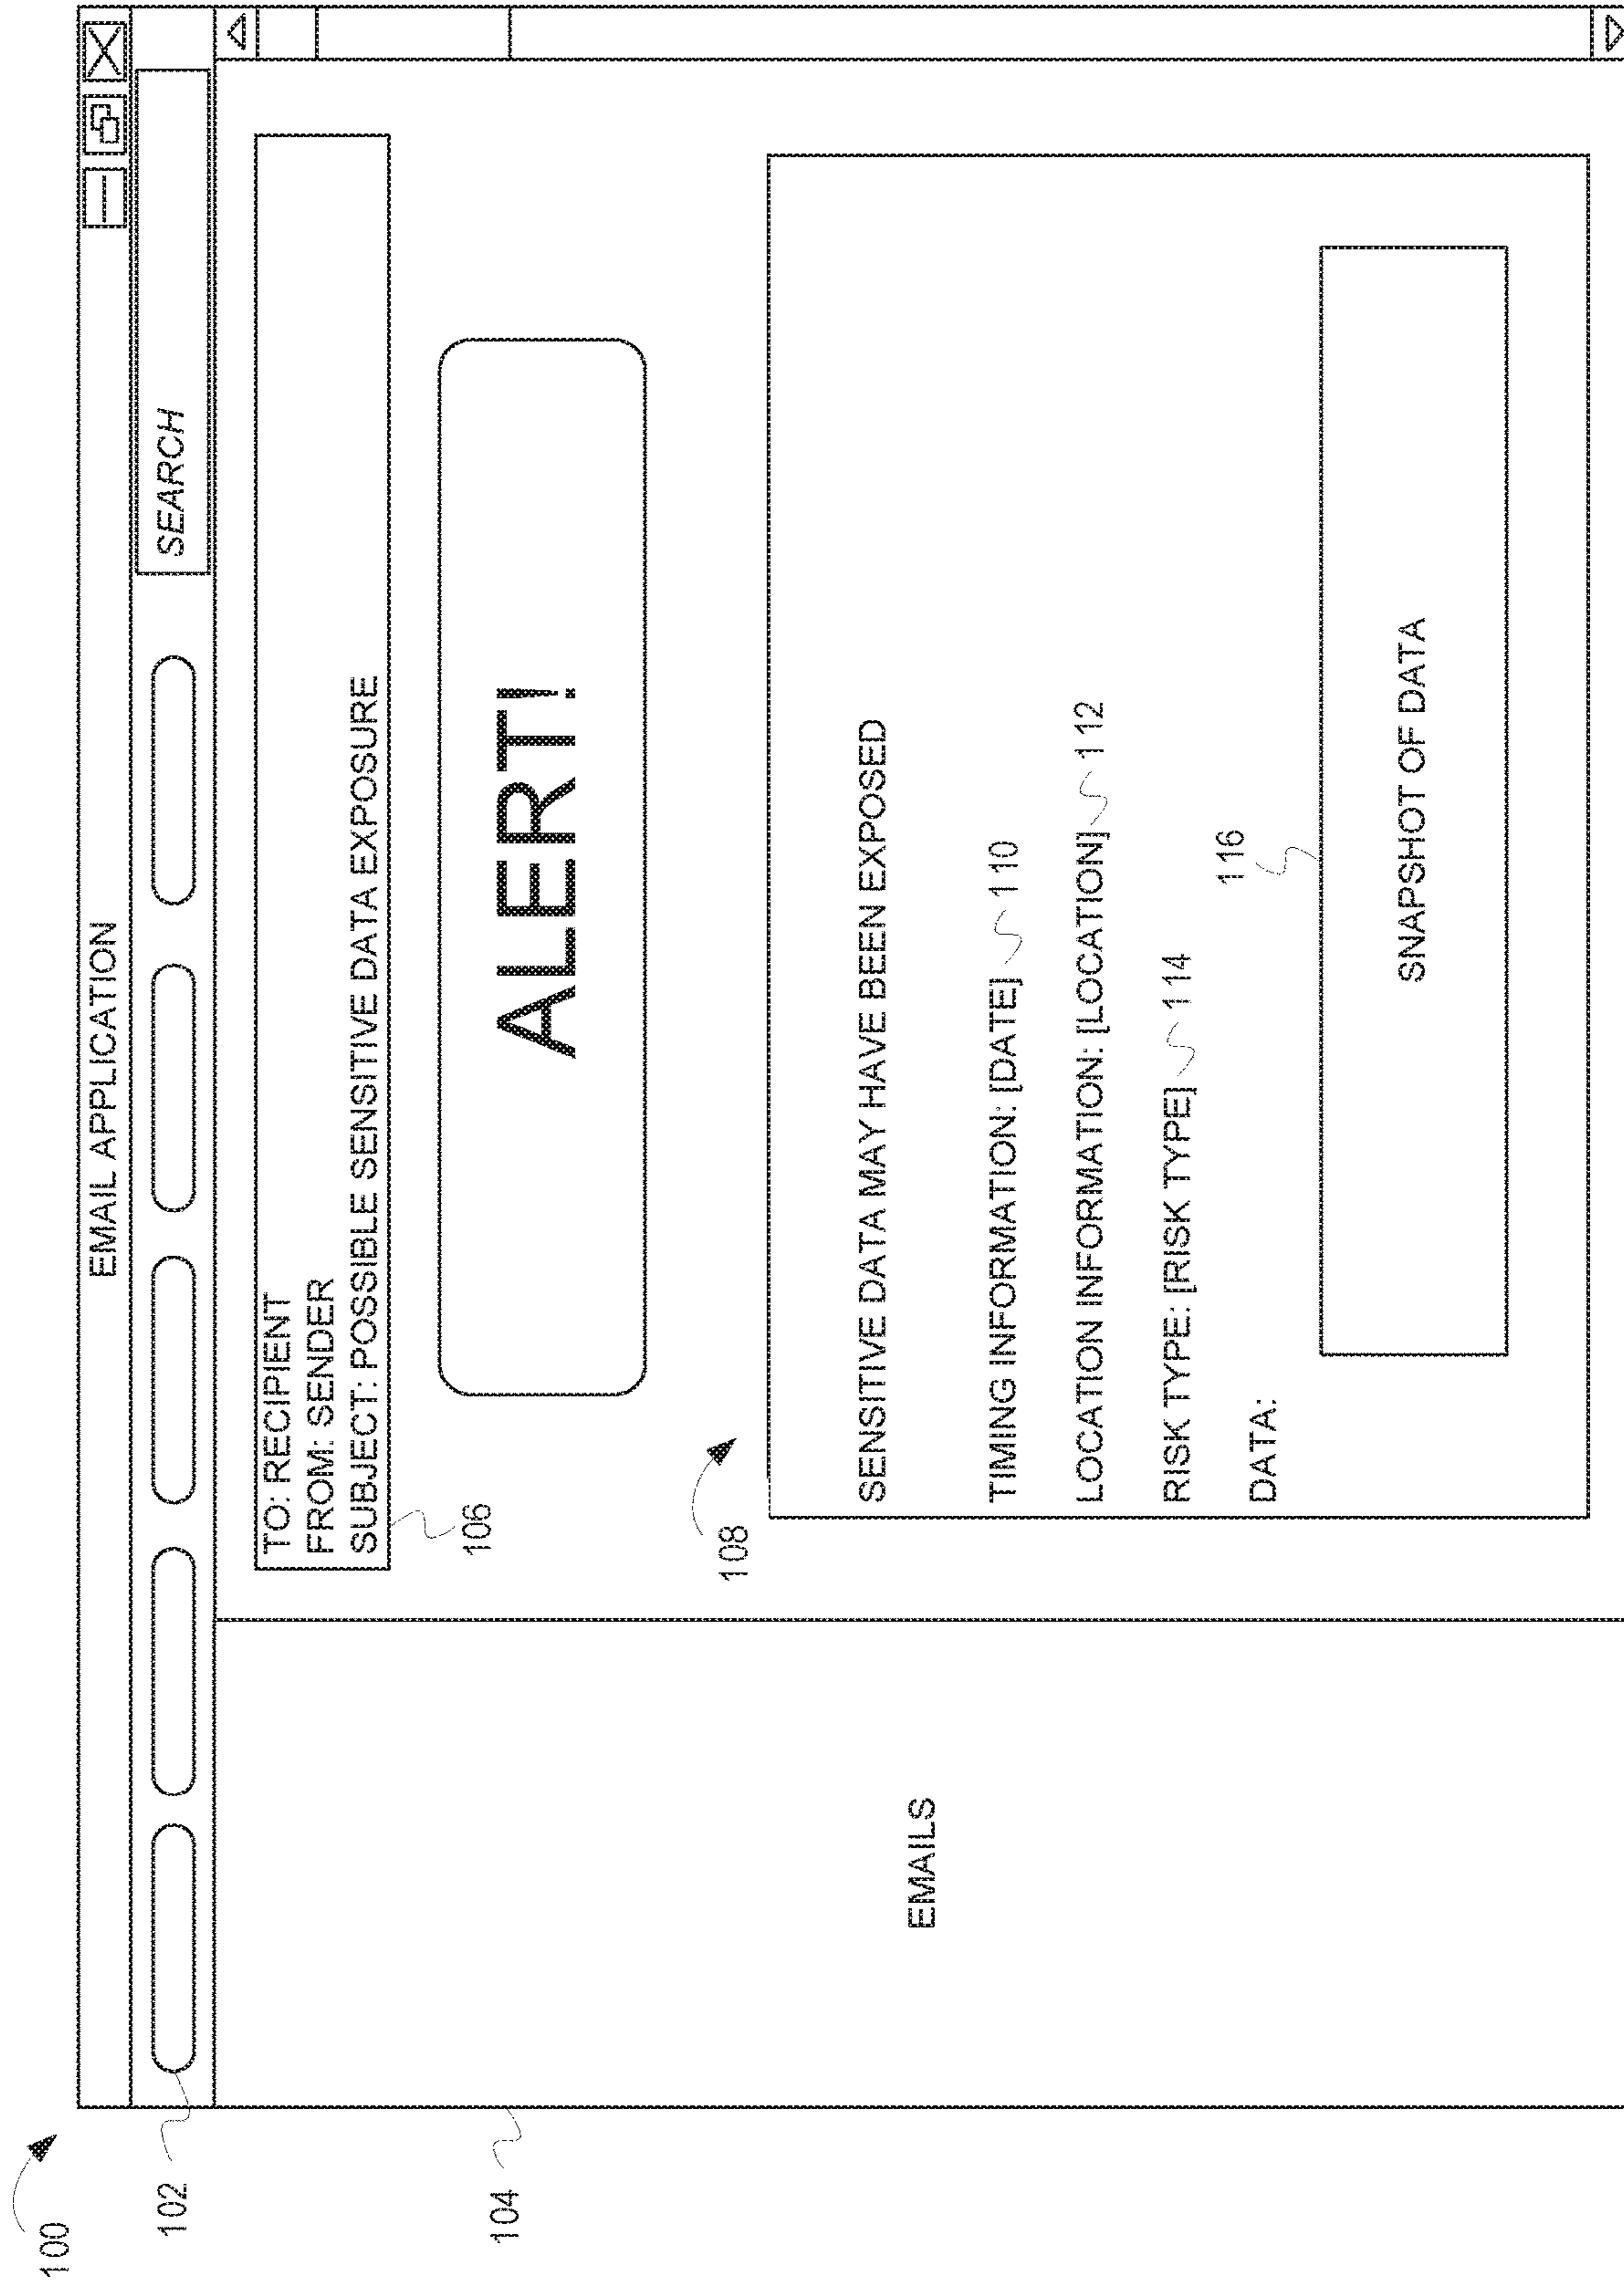 100
EMAIL APPLICATION
102
SEARCH
104
TO: RECIPIENT
FROM: SENDER
SUBJECT: POSSIBLE SENSITIVE DATA EXPOSURE
106
ALERT!
108
EMAILS
SENSITIVE DATA MAY HAVE BEEN EXPOSED
TIMING INFORMATION: [DATE] 110
LOCATION INFORMATION: [LOCATION] 112
RISK TYPE: [RISK TYPE] 114
116
DATA:
SNAPSHOT OF DATA